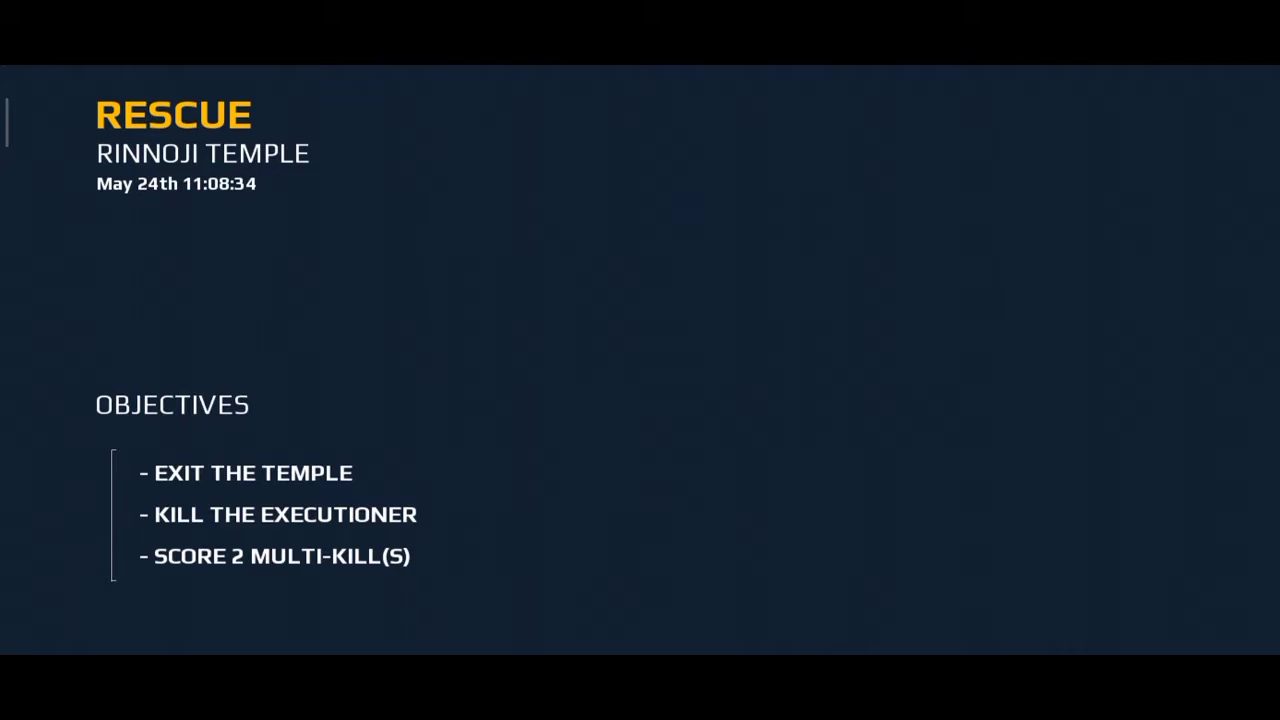 RESCUE
RINNOJI TEMPLE
May 24th 11:08:34
OBJECTIVES
- EXIT THE TEMPLE
- KILL THE EXECUTIONER
- SCORE 2 MULTI-KILL(S)